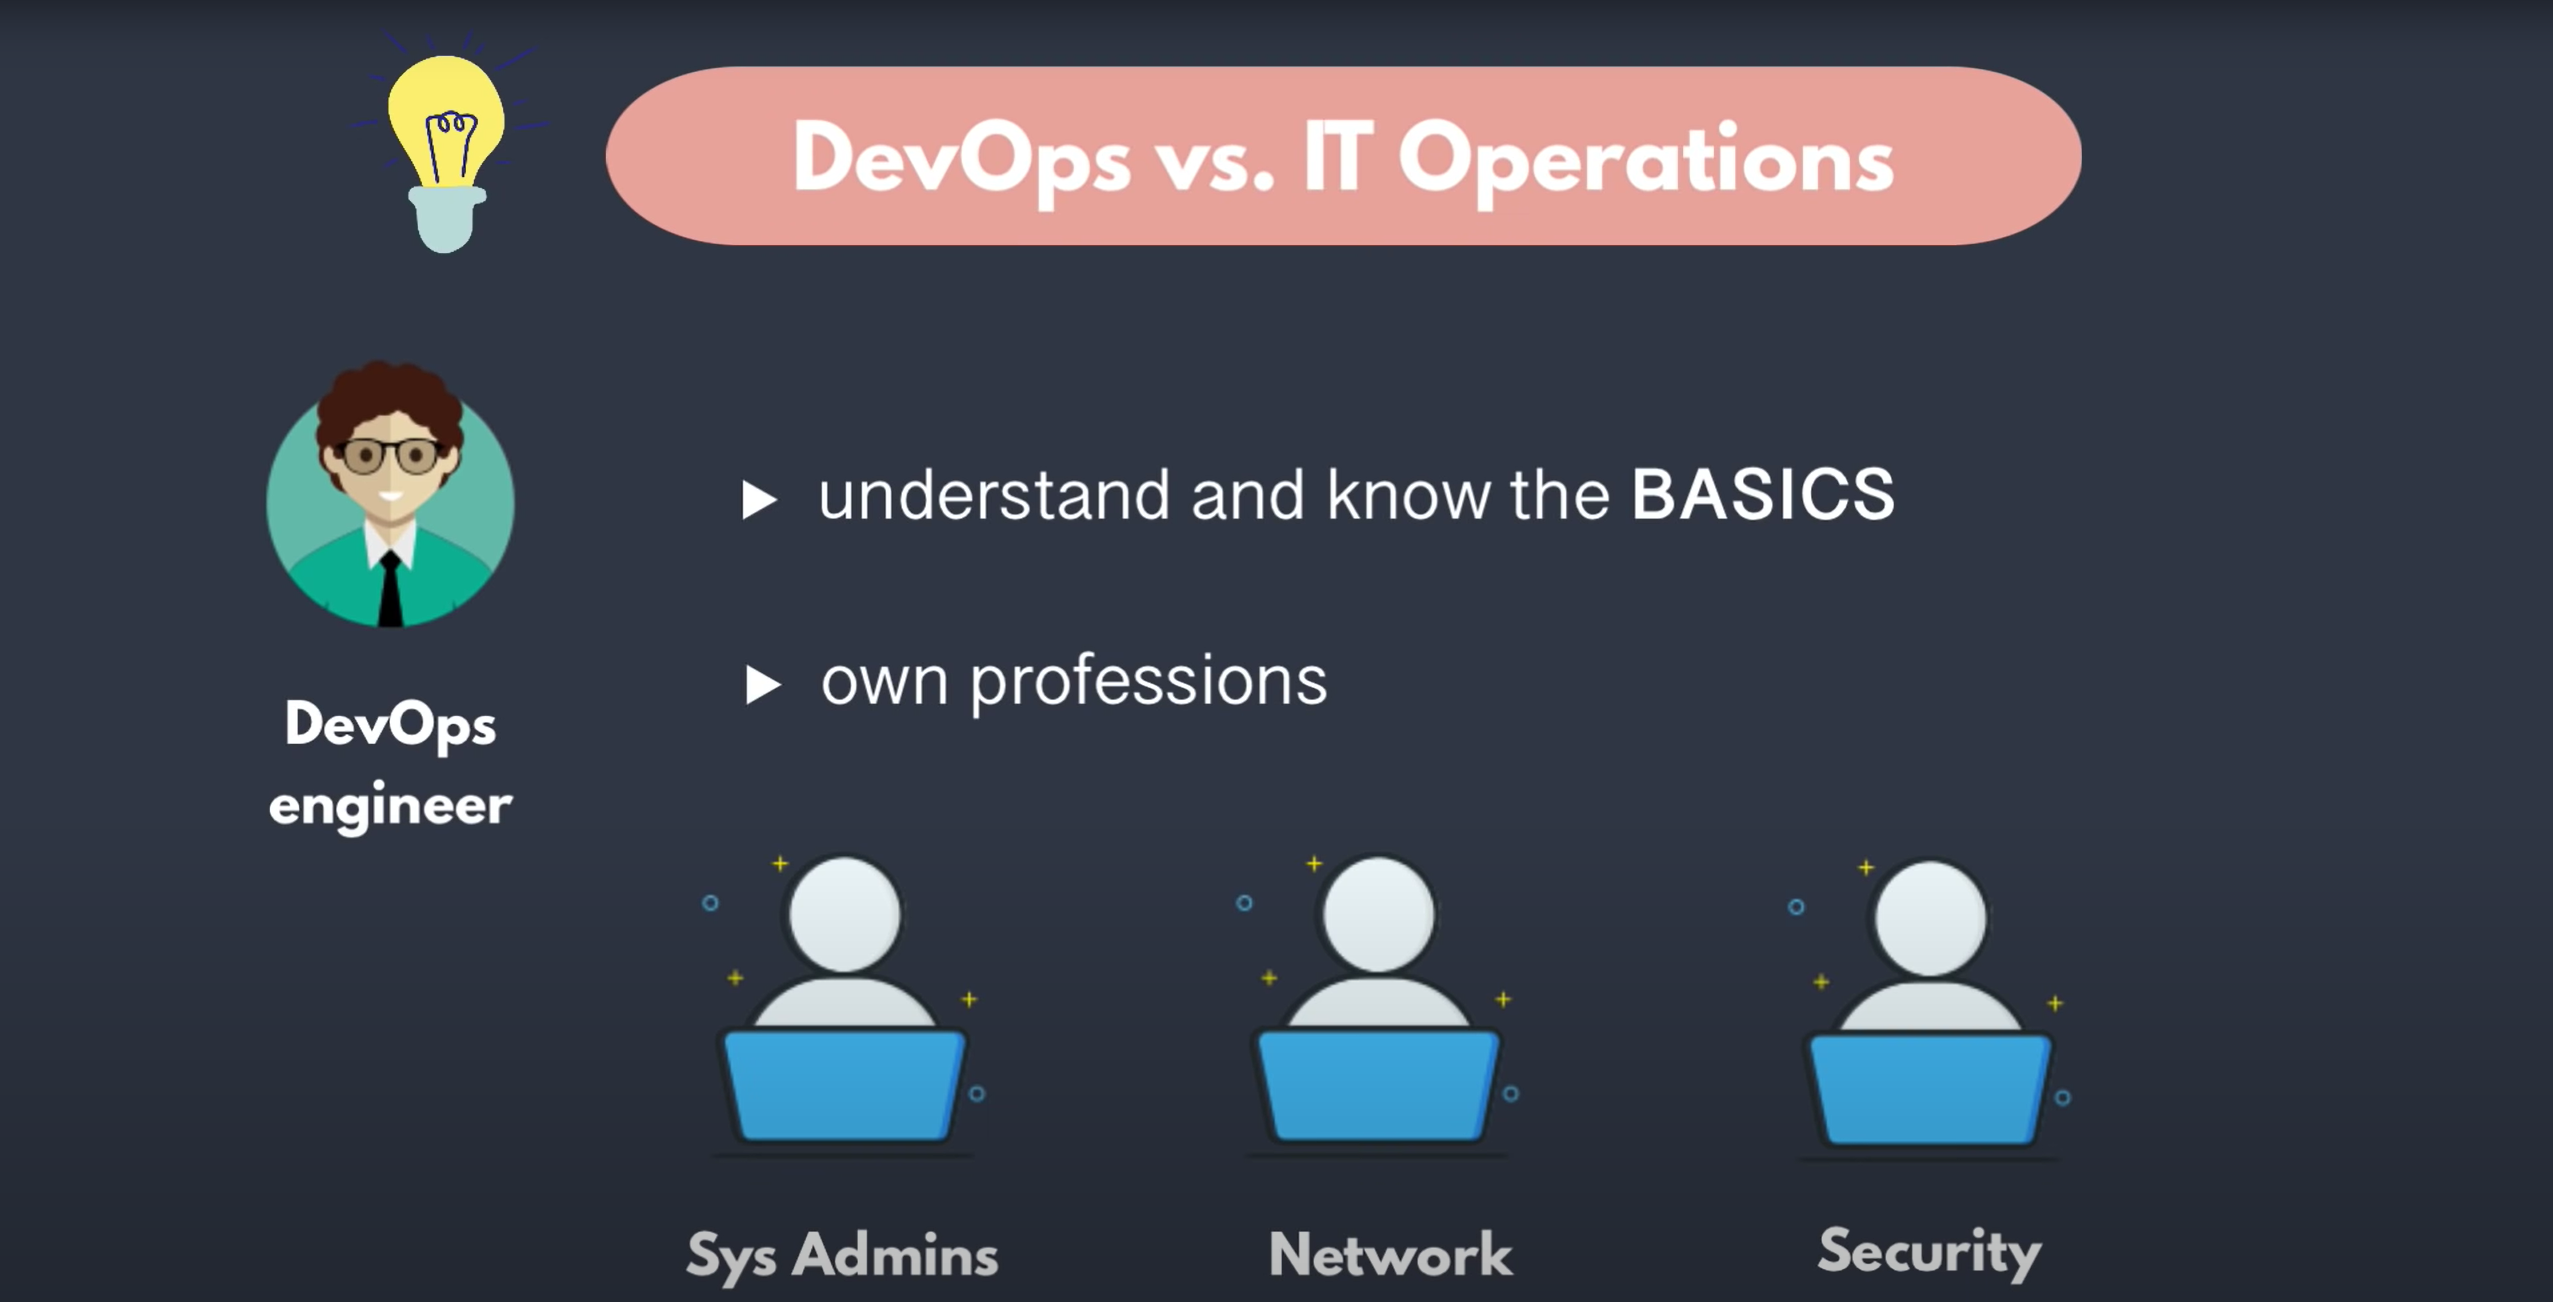 DevOps vs. IT Operations
understand and know the BASICS
own professions
DevOps
engineer
Sys Admins
Network
Security